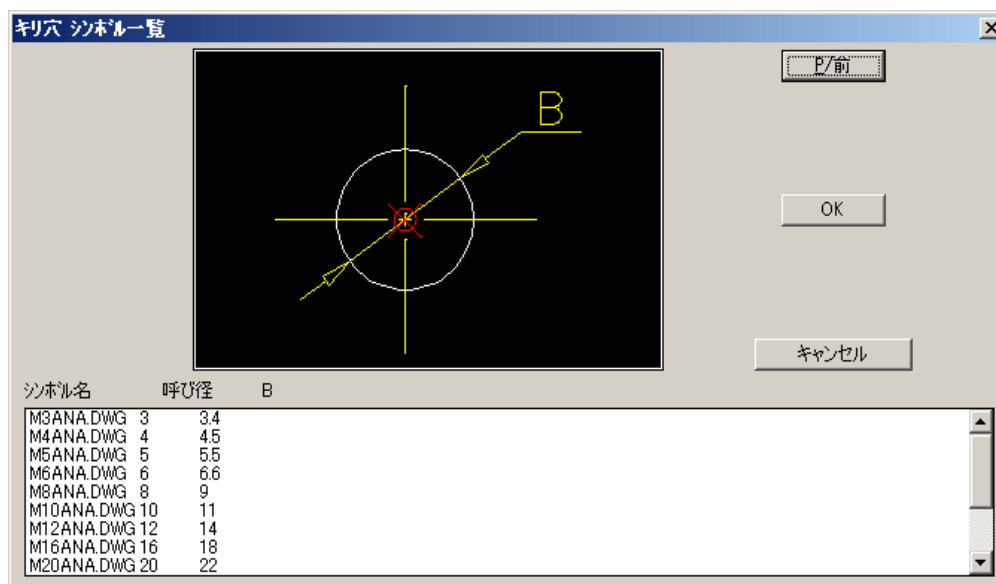 キリ穴 シンボル一覧
P/前
B
OK
キャンセル
シンボル名 呼び径 B
M3ANA.DWG 3 3.4
M4ANA.DWG 4 4.5
M5ANA.DWG 5 5.5
M6ANA.DWG 6 6.6
M8ANA.DWG 8 9
M10ANA.DWG 10 11
M12ANA.DWG 12 14
M16ANA.DWG 16 18
M20ANA.DWG 20 22